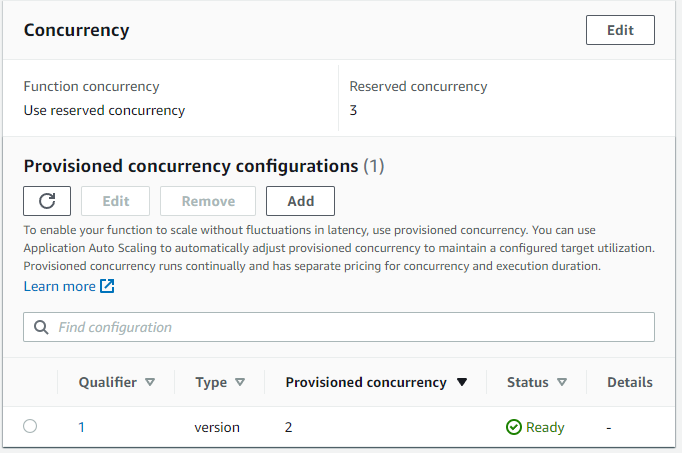 Concurrency
Edit
Function concurrency
Reserved concurrency
Use reserved concurrency
3
Provisioned concurrency configurations (1)
Edit
Remove
Add
To enable your function to scale without fluctuations in latency, use provisioned concurrency. You can use
Application Auto Scaling to automatically adjust provisioned concurrency to maintain a configured target utilization.
Provisioned concurrency runs continually and has separate pricing for concurrency and execution duration.
Learn more
Find configuration
Qualifier Type Provisioned concurrency Status Details
1 version 2 Ready -